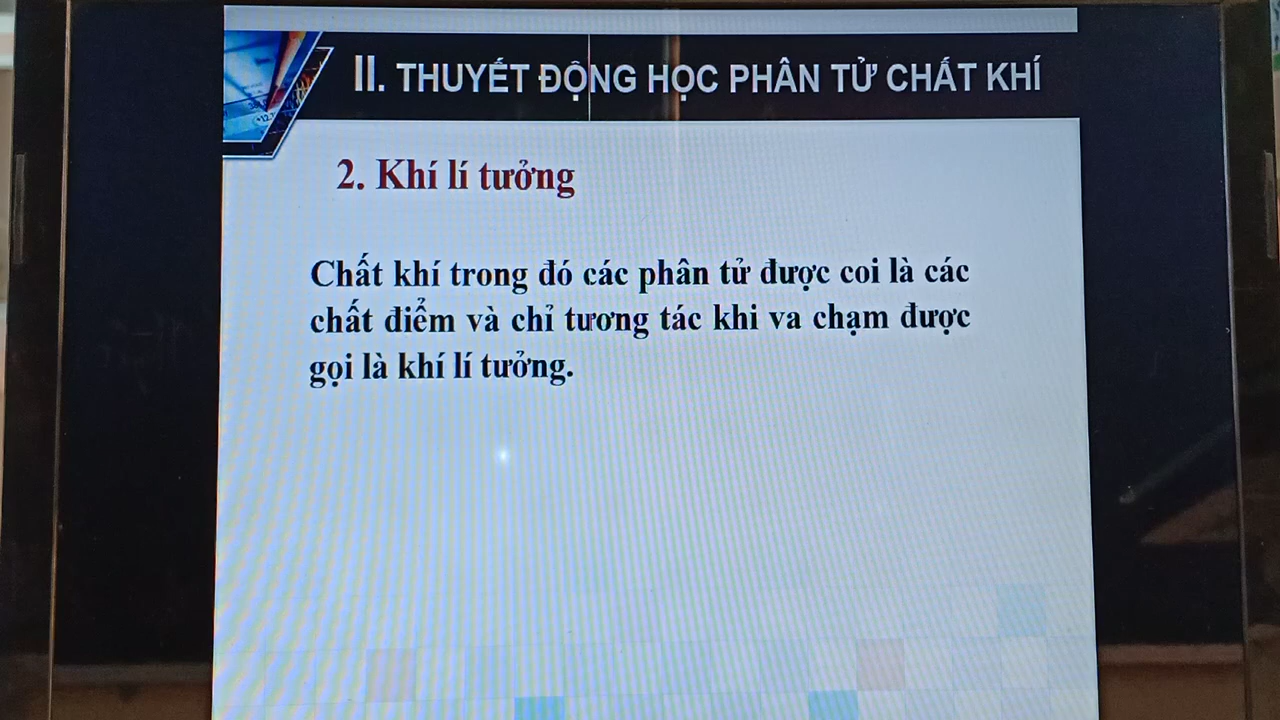 II. THUYẾT ĐỘNG HỌC PHÂN TỬ CHẤT KHÍ
2. Khí lí tưởng
Chất khí trong đó các phân tử được coi là các
chất điểm và chỉ tương tác khi va chạm được
gọi là khí lí tưởng.